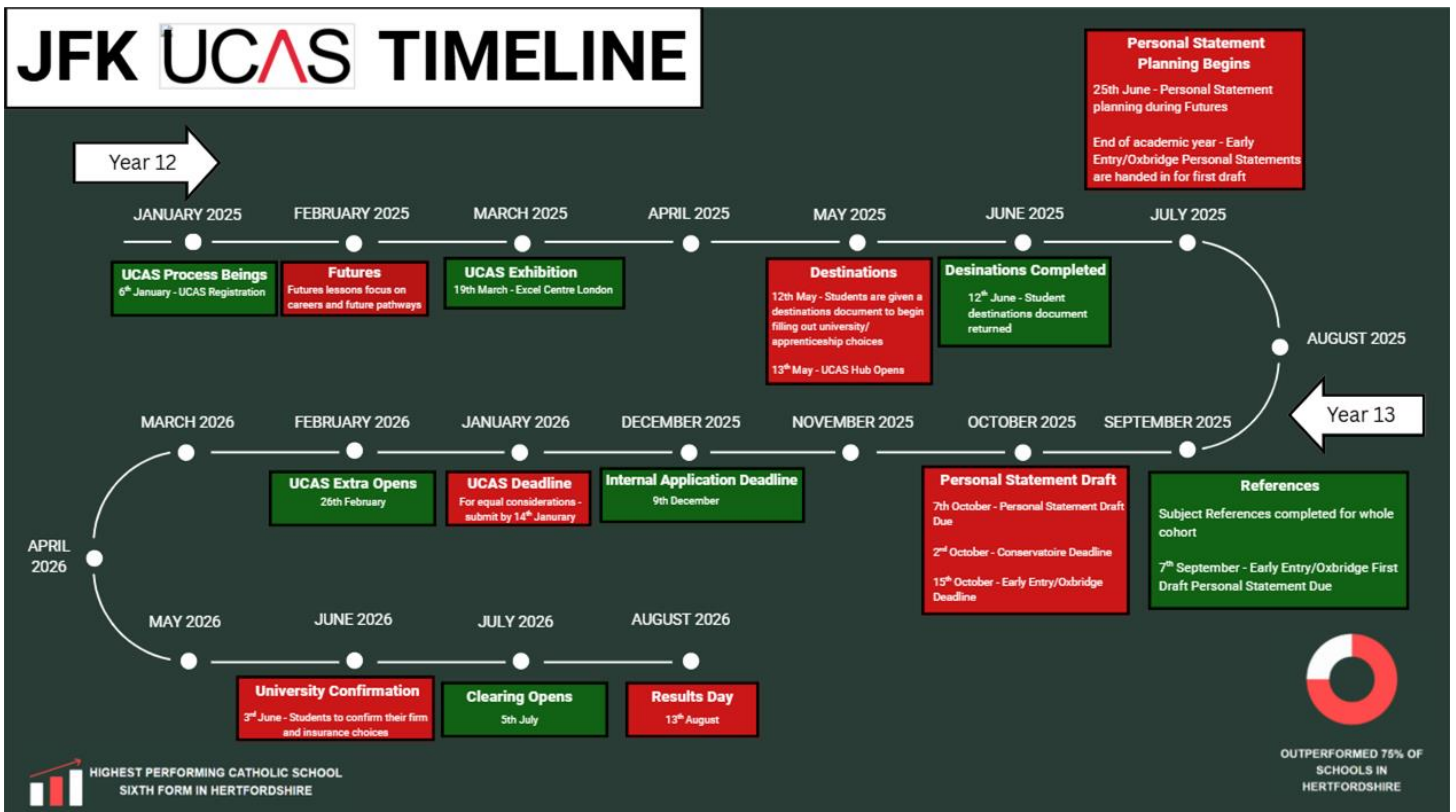 JFK UCAS TIMELINE
Personal Statement
Planning Begins
25th June - Personal Statement
planning during Futures
End of academic year - Early
Entry/Oxbridge Personal Statements
are handed in for first draft
Year 12
JANUARY 2025
FEBRUARY 2025
MARCH 2025
APRIL 2025
MAY 2025
JUNE 2025
JULY 2025
UCAS Process Beings
6th January - UCAS Registration
Futures
Futures lessons focus on
careers and future pathways
UCAS Exhibition
19th March - Excel Centre London
Destinations
12th May - Students are given a
destinations document to begin
filling out university/
apprenticeship choices
13th May - UCAS Hub Opens
Desinations Completed
12th June - Student
destinations document
returned
AUGUST 2025
Year 13
MARCH 2026
FEBRUARY 2026
JANUARY 2026
DECEMBER 2025
NOVEMBER 2025
OCTOBER 2025
SEPTEMBER 2025
UCAS Extra Opens
26th February
UCAS Deadline
For equal considerations -
submit by 14th Janurary
Internal Application Deadline
9th December
Personal Statement Draft
7th October - Personal Statement Draft
Due
2nd October - Conservatoire Deadline
15th October - Early Entry/Oxbridge
Deadline
References
Subject References completed for whole
cohort
7th September - Early Entry/Oxbridge First
Draft Personal Statement Due
APRIL
2026
MAY 2026
JUNE 2026
JULY 2026
AUGUST 2026
University Confirmation
3rd June - Students to confirm their firm
and insurance choices
Clearing Opens
5th July
Results Day
13th August
HIGHEST PERFORMING CATHOLIC SCHOOL
SIXTH FORM IN HERTFORDSHIRE
OUTPERFORMED 75% OF
SCHOOLS IN
HERTFORDSHIRE